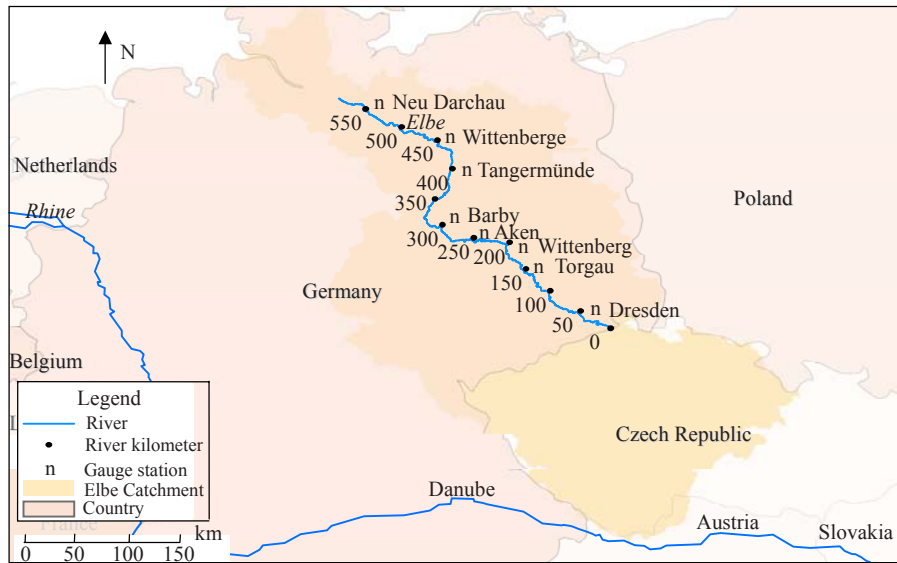 N
n Neu Darchau
550
Elbe
500
n Wittenberge
450
Netherlands
n Tangermünde
400
Poland
350
Rhine
n Barby
300
n Aken
250
n Wittenberg
200
n Torgau
150
Germany
100
n Dresden
50
0
Belgium
Legend
River
River kilometer
n Gauge station
Elbe Catchment
Country
France
Czech Republic
Danube
Austria
Slovakia
km
0 50 100 150